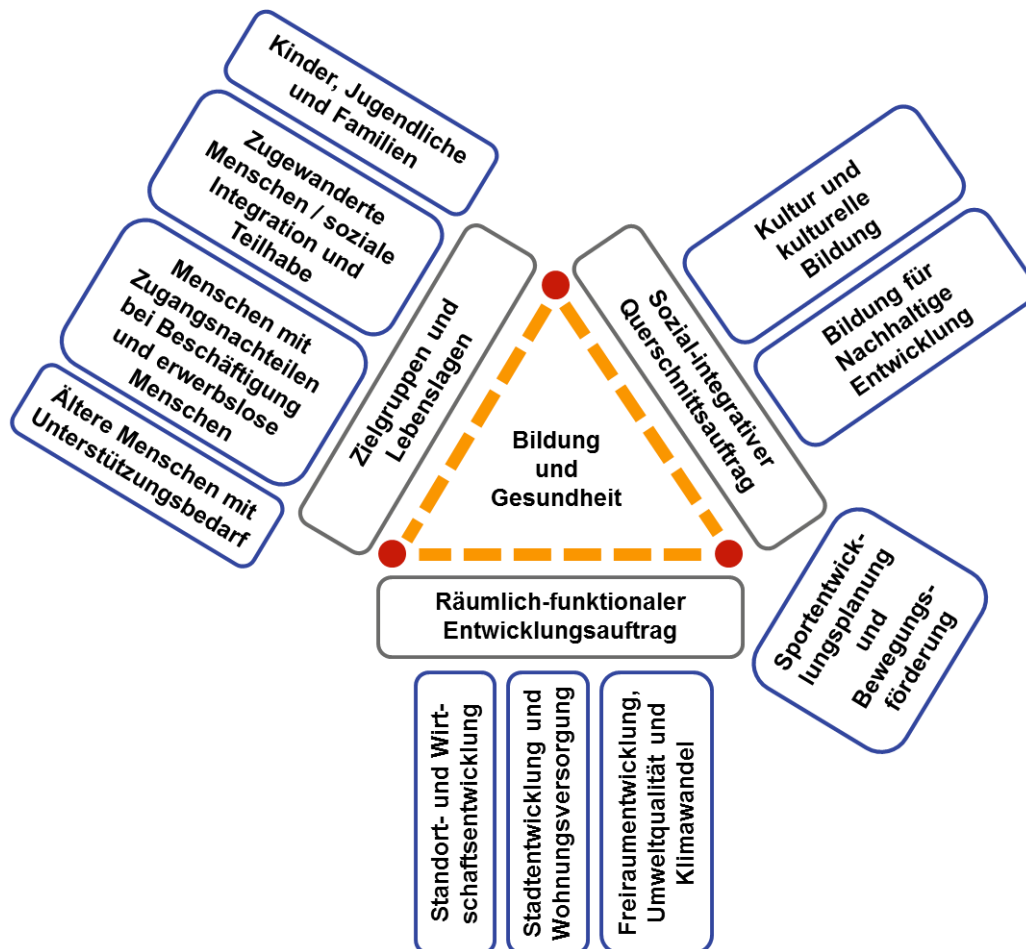 Kinder, Jugendliche
und Familien
Zugewanderte
Menschen / soziale
Integration und
Teilhabe
Menschen mit
Zugangsnachteilen
bei Beschäftigung
und erwerbslose
Menschen
Ältere Menschen mit
Unterstützungsbedarf
Zielgruppen und
Lebenslagen
Sozial-integrativer
Querschnittsauftrag
Kultur und
kulturelle
Bildung
Bildung für
Nachhaltige
Entwicklung
Sportentwick-
lungsplanung
und
Bewegungs-
förderung
Bildung
und
Gesundheit
Räumlich-funktionaler
Entwicklungsauftrag
Standort- und Wirt-
schaftsentwicklung
Stadtentwicklung und
Wohnungsversorgung
Freiraumentwicklung,
Umweltqualität und
Klimawandel